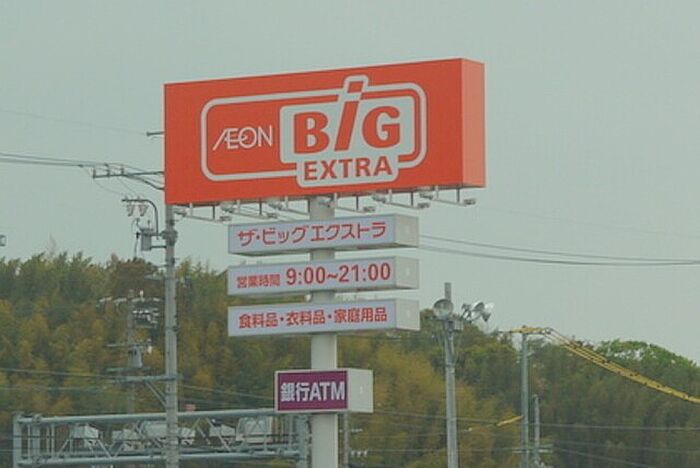 ÆON
BiG
EXTRA
ザ・ビッグエクストラ
営業時間 9:00~21:00
食料品・衣料品・家庭用品
銀行ATM